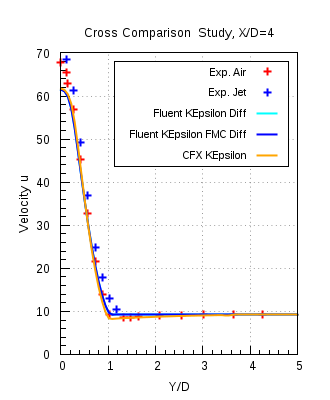 Cross Comparison  Study, X/D=4
70
60
50
40
30
20
10
0
Velocity u
Exp. Air
Exp. Jet
Fluent KEpsilon Diff
Fluent KEpsilon FMC Diff
CFX KEpsilon
0 1 2 3 4 5
Y/D